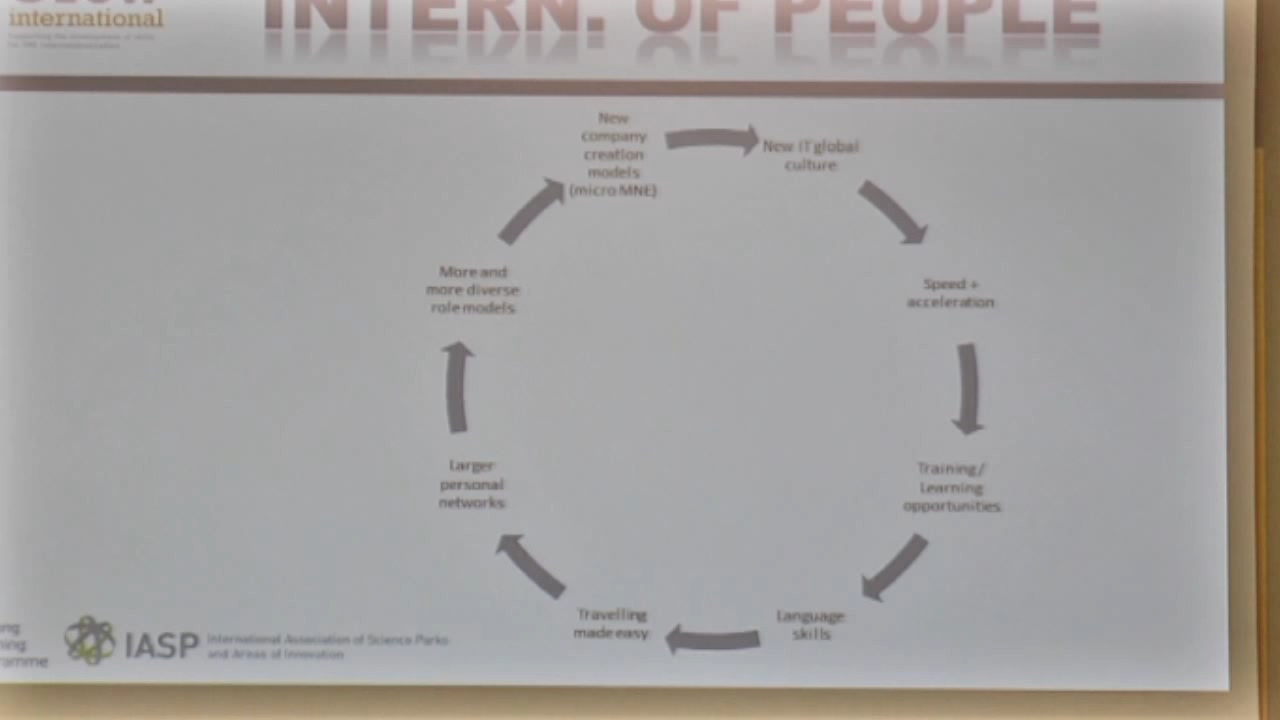 international
INTERN. OF PEOPLE
New
company
creation
models
(micro MNE)
New IT global
culture
Speed +
acceleration
Training/
Learning
opportunities
Language
skills
Travelling
made easy
Larger
personal
networks
More and
more diverse
role models
IASP
International Association of Science Parks
and Areas of Innovation